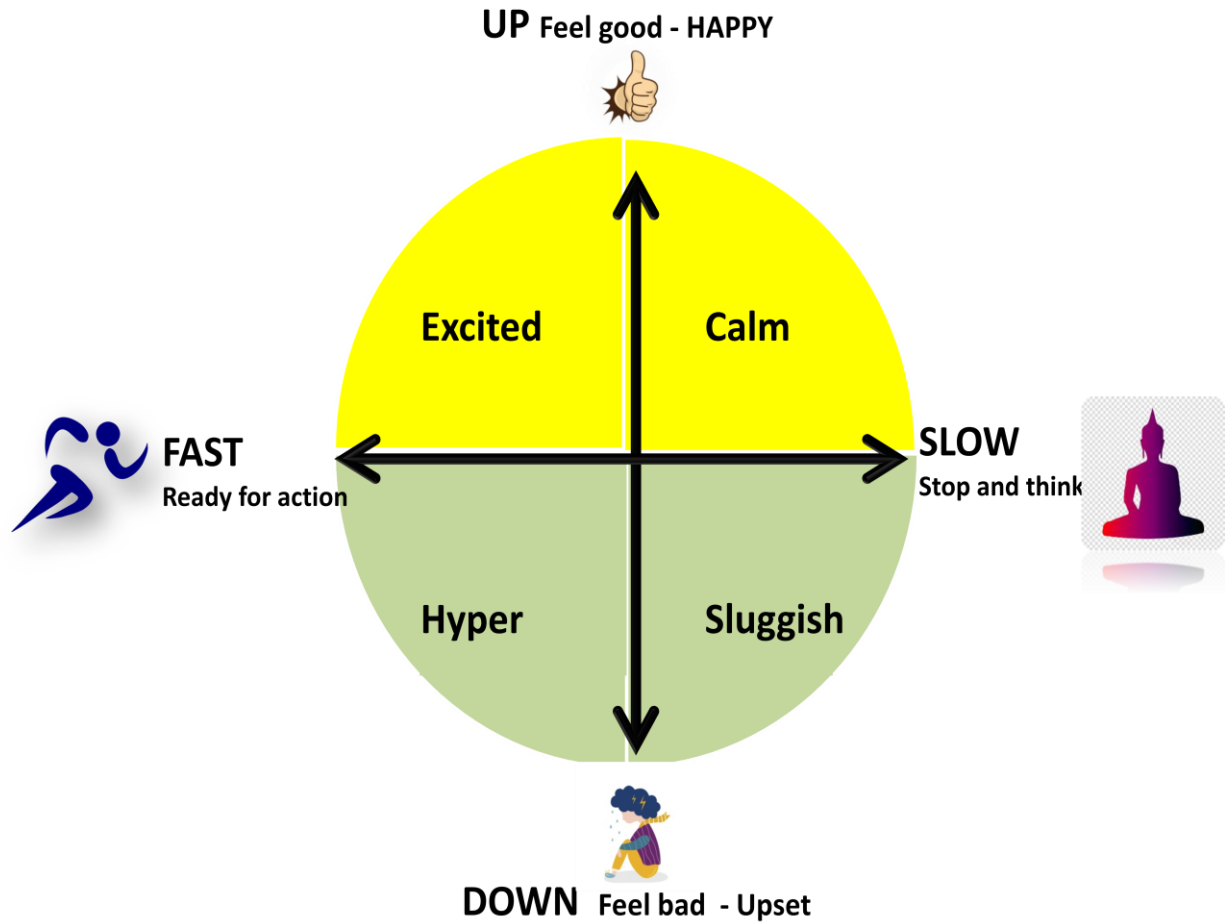 UP Feel good - HAPPY
Excited Calm
FAST
Ready for action
SLOW
Stop and think
Hyper Sluggish
DOWN Feel bad - Upset